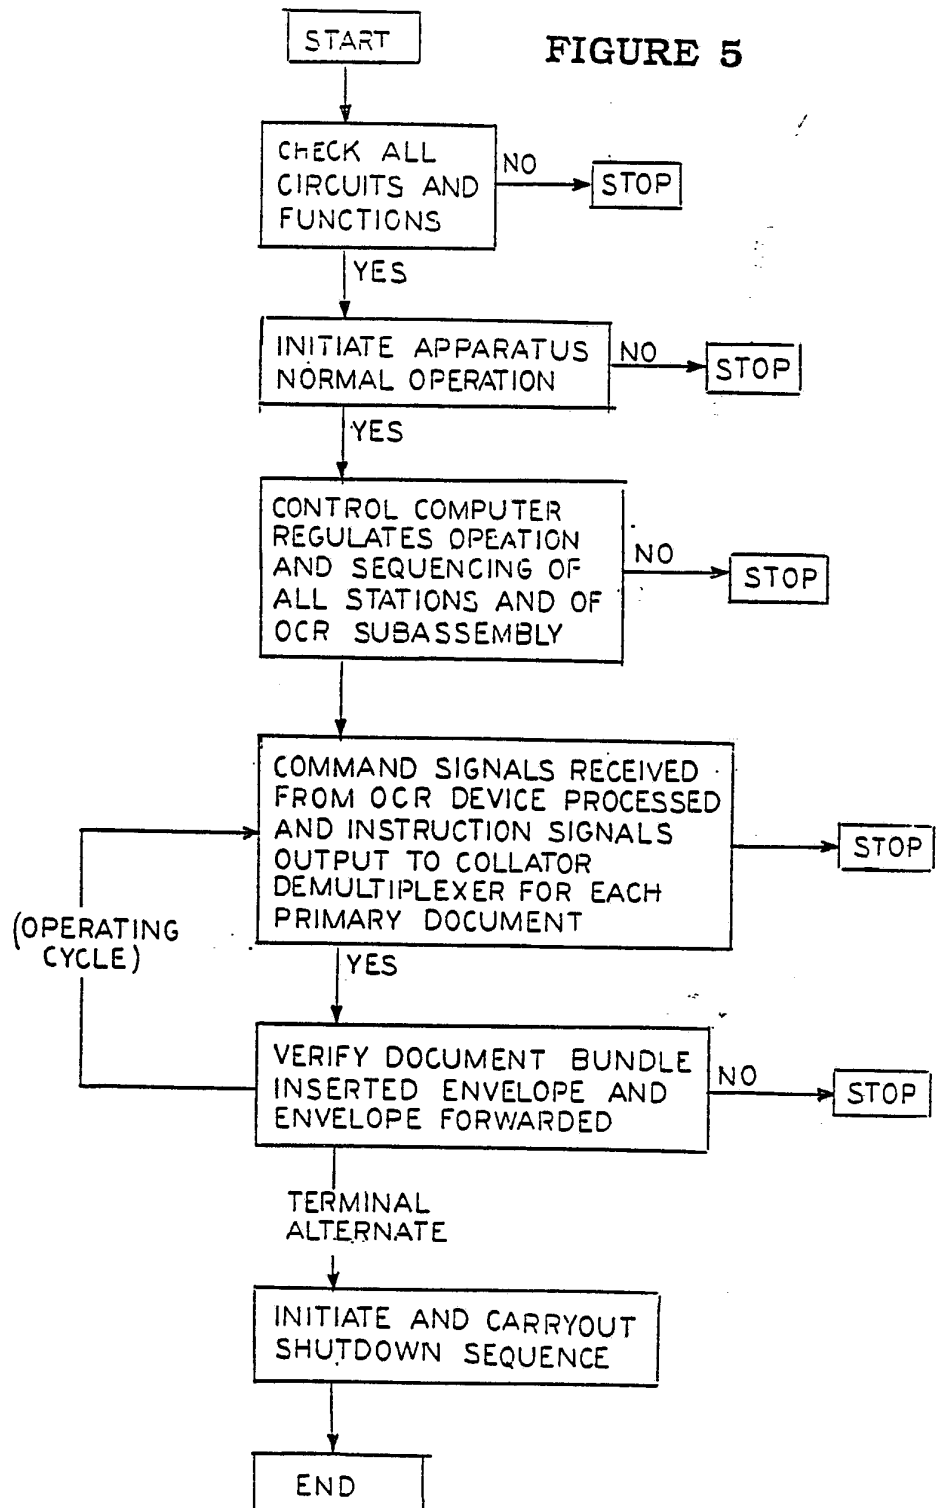 START
FIGURE 5
CHECK ALL
CIRCUITS AND
FUNCTIONS
NO
STOP
YES
INITIATE APPARATUS
NORMAL OPERATION
NO
STOP
YES
CONTROL COMPUTER
REGULATES OPEATION
AND SEQUENCING OF
ALL STATIONS AND OF
OCR SUBASSEMBLY
NO
STOP
COMMAND SIGNALS RECEIVED
FROM OCR DEVICE PROCESSED
AND INSTRUCTION SIGNALS
OUTPUT TO COLLATOR
DEMULTIPLEXER FOR EACH
PRIMARY DOCUMENT
STOP
(OPERATING
CYCLE)
YES
VERIFY DOCUMENT BUNDLE
INSERTED ENVELOPE AND
ENVELOPE FORWARDED
NO
STOP
TERMINAL
ALTERNATE
INITIATE AND CARRYOUT
SHUTDOWN SEQUENCE
END